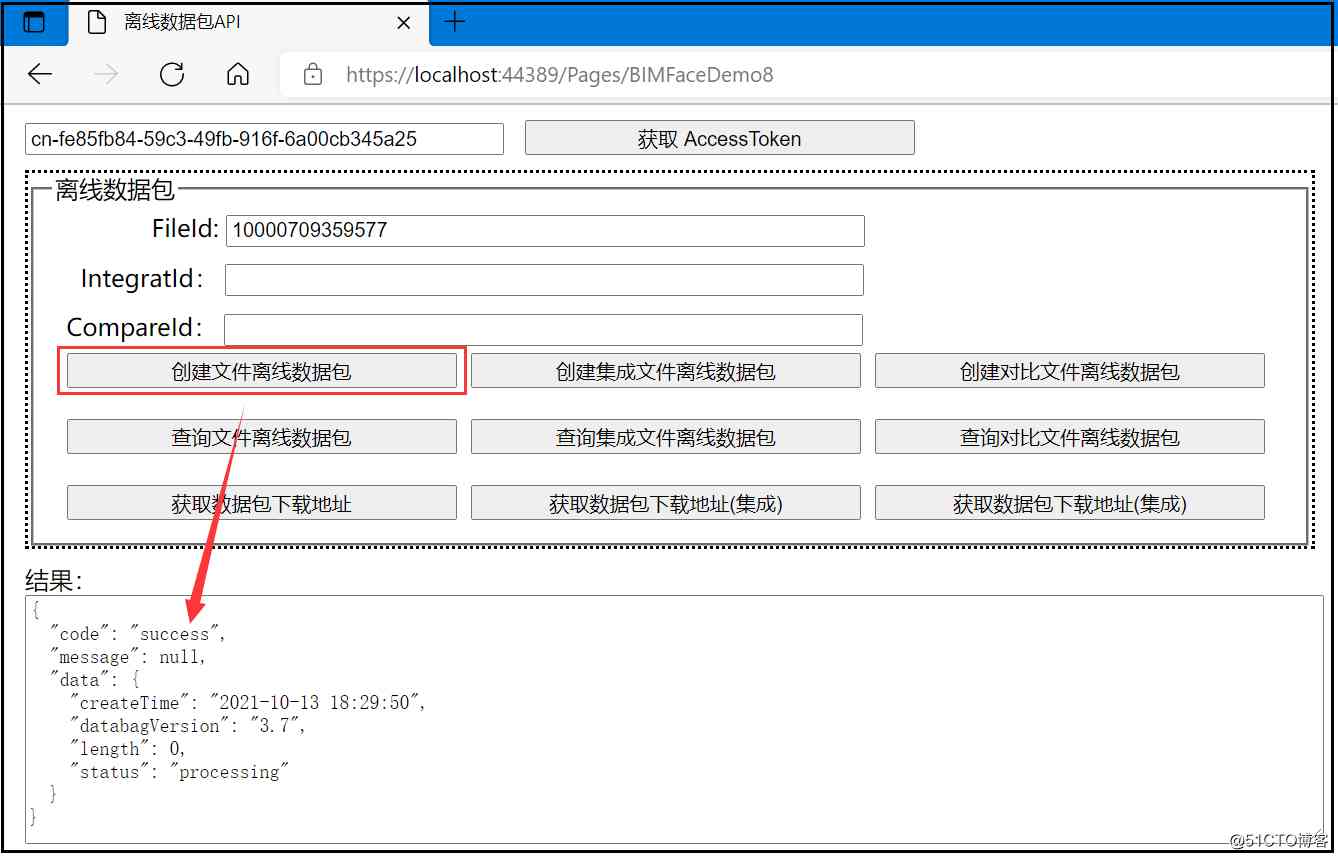 离线数据包API
https://localhost:44389/Pages/BIMFaceDemo8
cn-fe85fb84-59c3-49fb-916f-6a00cb345a25 获取 AccessToken
离线数据包
FileId: 10000709359577
IntegratId：
CompareId：
创建文件离线数据包 创建集成文件离线数据包 创建对比文件离线数据包
查询文件离线数据包 查询集成文件离线数据包 查询对比文件离线数据包
获取数据包下载地址 获取数据包下载地址(集成) 获取数据包下载地址(集成)
结果：
{
"code": "success",
"message": null,
"data": {
"createTime": "2021-10-13 18:29:50",
"databagVersion": "3.7",
"length": 0,
"status": "processing"
}
}
@51CTO博客